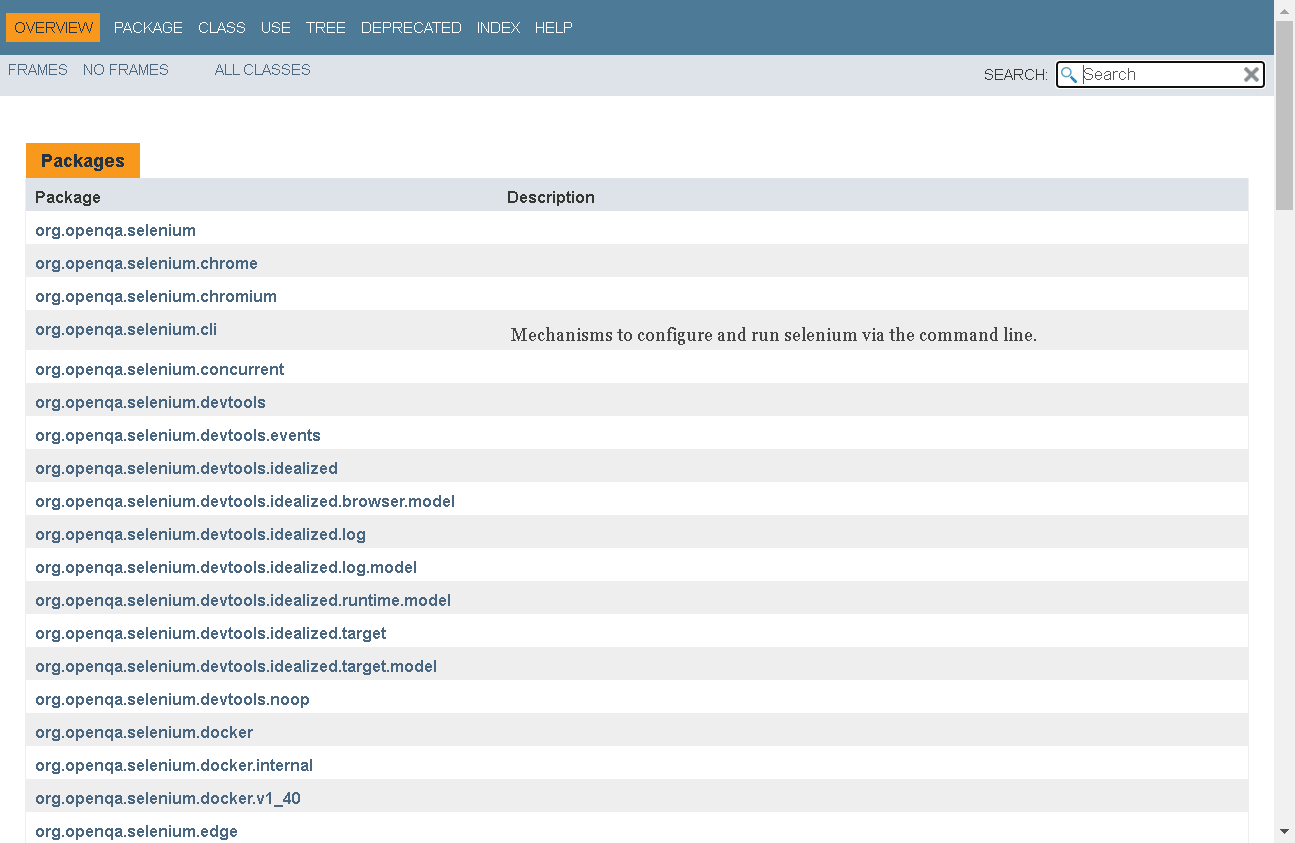 OVERVIEW PACKAGE CLASS USE TREE DEPRECATED INDEX HELP
FRAMES NO FRAMES ALL CLASSES SEARCH: Search
Packages
Package Description
org.openqa.selenium
org.openqa.selenium.chrome
org.openqa.selenium.chromium
org.openqa.selenium.cli Mechanisms to configure and run selenium via the command line.
org.openqa.selenium.concurrent
org.openqa.selenium.devtools
org.openqa.selenium.devtools.events
org.openqa.selenium.devtools.idealized
org.openqa.selenium.devtools.idealized.browser.model
org.openqa.selenium.devtools.idealized.log
org.openqa.selenium.devtools.idealized.log.model
org.openqa.selenium.devtools.idealized.runtime.model
org.openqa.selenium.devtools.idealized.target
org.openqa.selenium.devtools.idealized.target.model
org.openqa.selenium.devtools.noop
org.openqa.selenium.docker
org.openqa.selenium.docker.internal
org.openqa.selenium.docker.v1_40
org.openqa.selenium.edge